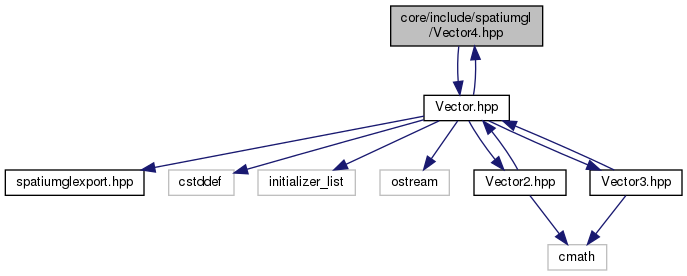 core/include/spatiumgl
/Vector4.hpp
Vector.hpp
spatiumglexport.hpp
cstddef
initializer_list
ostream
Vector2.hpp
Vector3.hpp
cmath